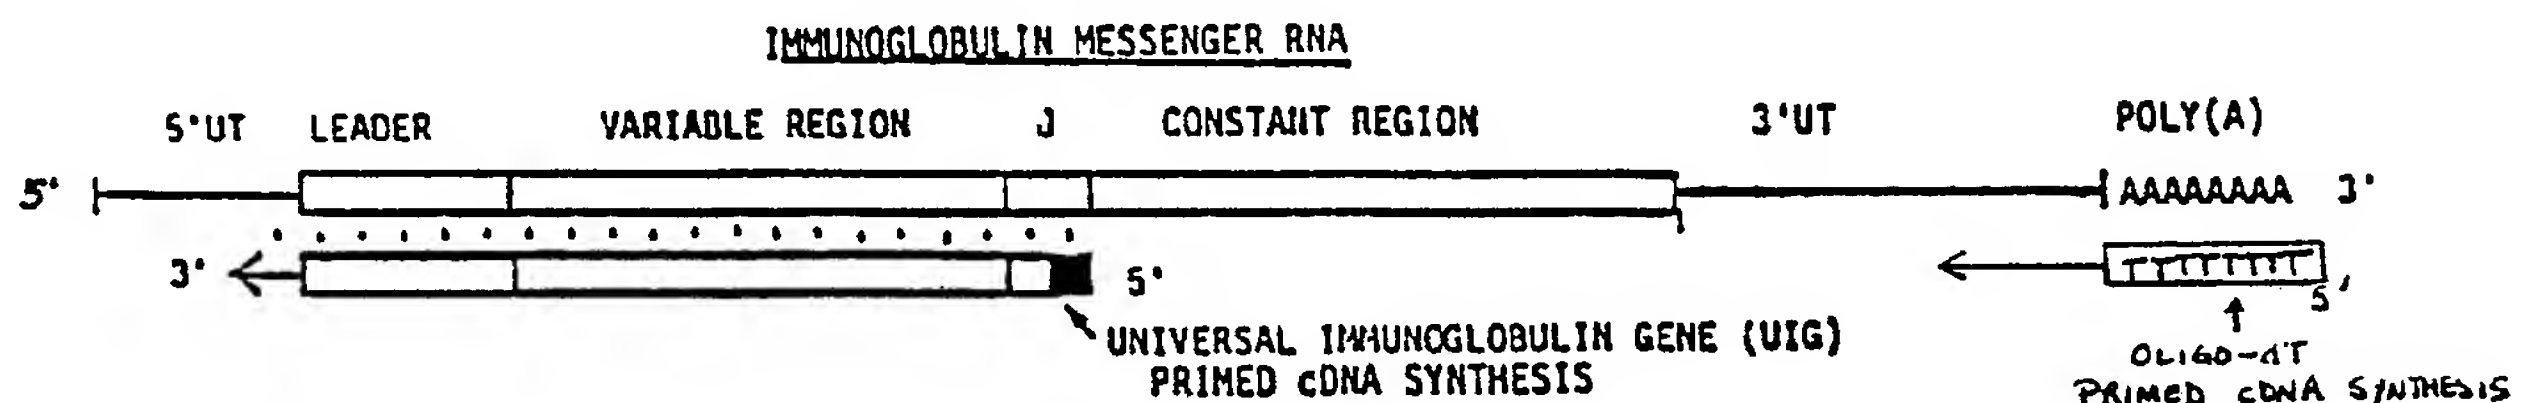 IMMUNOGLOBULIN MESSENGER RNA
5'UT LEADER VARIABLE REGION J CONSTANT REGION 3'UT POLY(A)
5' AAAAAAAA 3'
3' 5' TTTTTTT 5'
UNIVERSAL IMMUNOGLOBULIN GENE (UIG)
PRIMED cDNA SYNTHESIS
OLIGO-dT
PRIMED cDNA SYNTHESIS